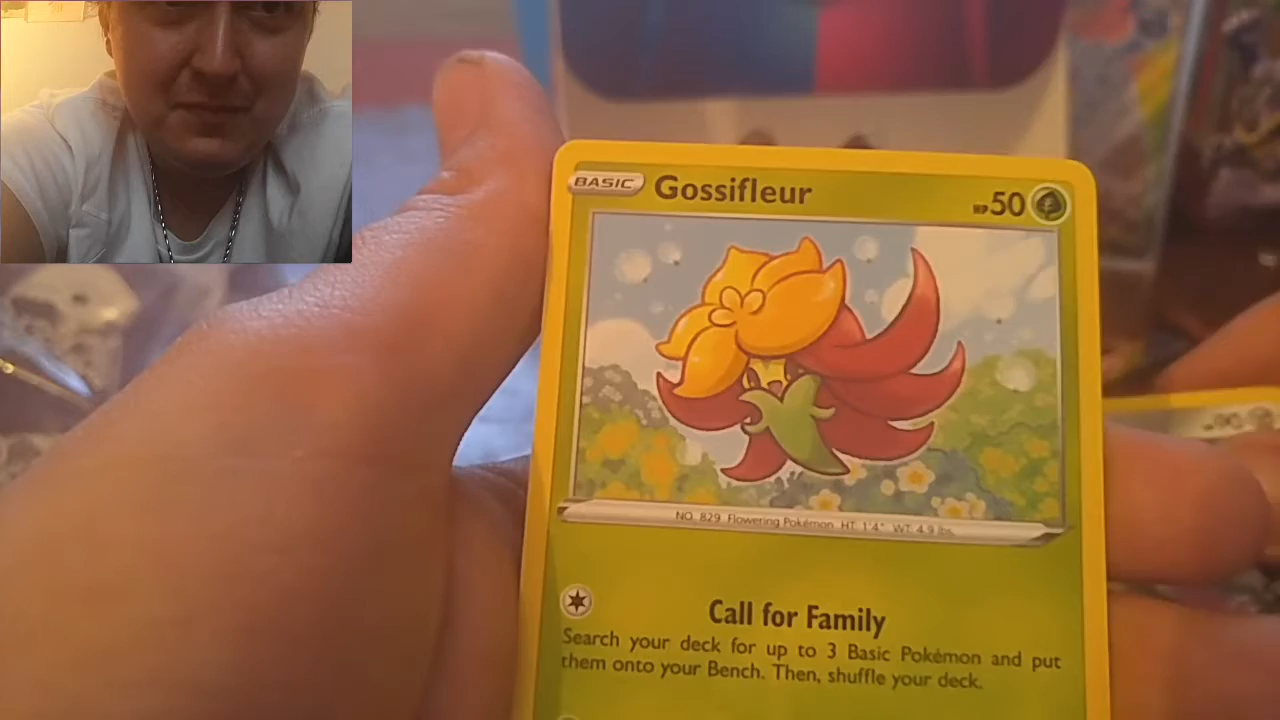 BASIC Gossifleur HP50
NO. 829 Flowering Pokémon HT: 1'4" WT: 4.9 lbs.
Call for Family
Search your deck for up to 3 Basic Pokémon and put
them onto your Bench. Then, shuffle your deck.